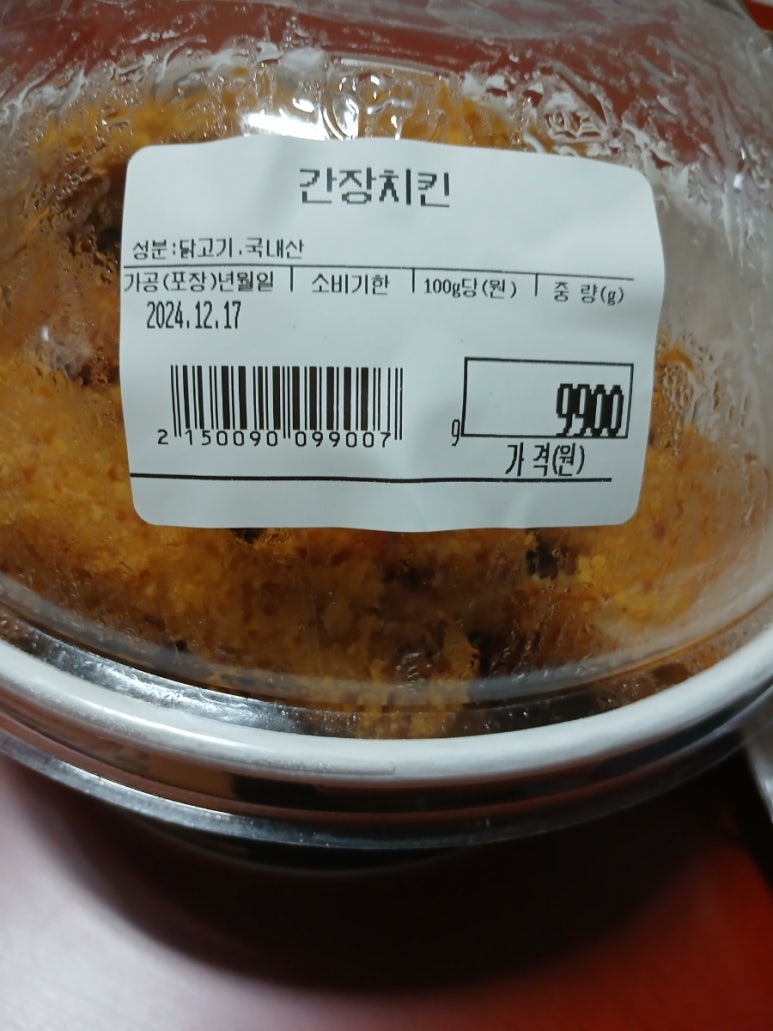 간장치킨
성분:닭고기.국내산
가공(포장)년월일 소비기한 100g당(원) 중 량(g)
2024.12.17
9900
2 150090 099007 g
가 격(원)